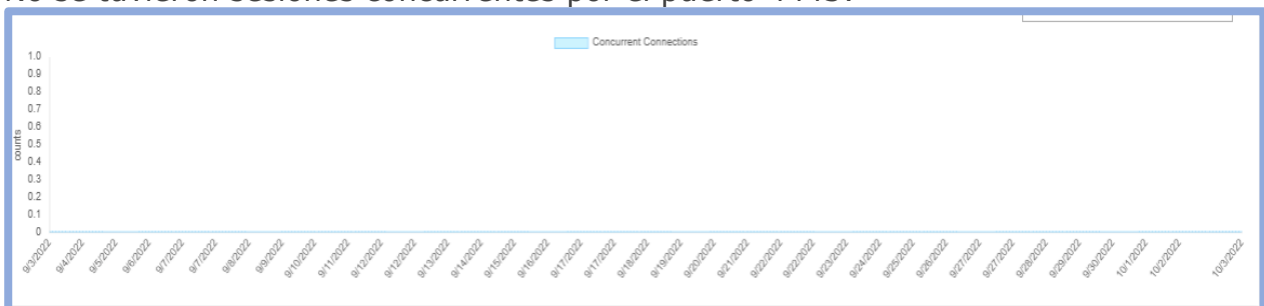 No se tuvieron sesiones concurrentes por el puerto 4443.
Concurrent Connections
1.0
0.9
0.8
0.7
0.6
0.5
0.4
0.3
0.2
0.1
0
counts
9/3/2022 9/4/2022 9/5/2022 9/6/2022 9/7/2022 9/7/2022 9/8/2022 9/9/2022 9/10/2022 9/11/2022 9/12/2022 9/12/2022 9/13/2022 9/14/2022 9/15/2022 9/16/2022 9/17/2022 9/17/2022 9/18/2022 9/19/2022 9/20/2022 9/21/2022 9/22/2022 9/22/2022 9/23/2022 9/24/2022 9/25/2022 9/26/2022 9/27/2022 9/27/2022 9/28/2022 9/29/2022 9/30/2022 10/1/2022 10/2/2022 10/3/2022